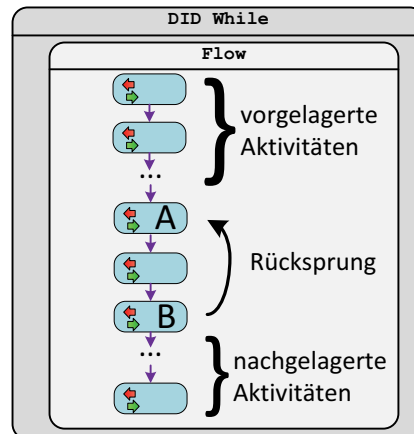 DID While
Flow
vorgelagerte
Aktivitäten
...
A
Rücksprung
B
...
nachgelagerte
Aktivitäten